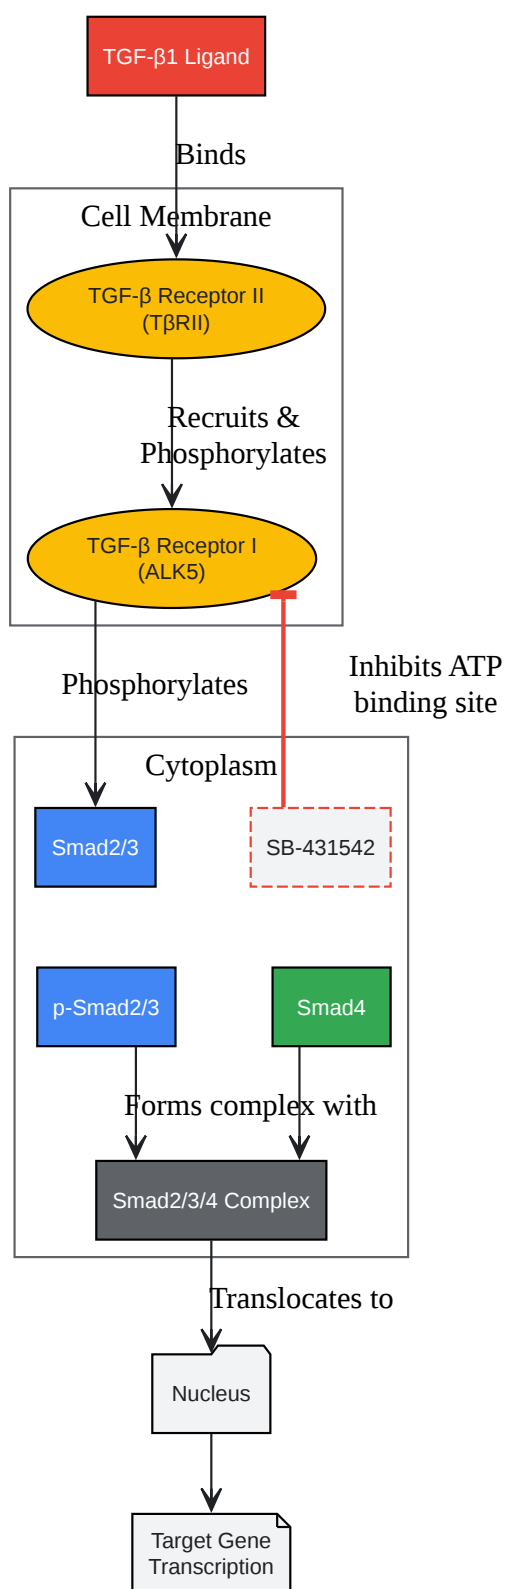 TGF-β1 Ligand
Binds
Cell Membrane
TGF-β Receptor II
(TβRII)
Recruits &
Phosphorylates
TGF-β Receptor I
(ALK5)
Inhibits ATP
binding site
Phosphorylates
Cytoplasm
Smad2/3
SB-431542
p-Smad2/3
Smad4
Forms complex with
Smad2/3/4 Complex
Translocates to
Nucleus
Target Gene
Transcription